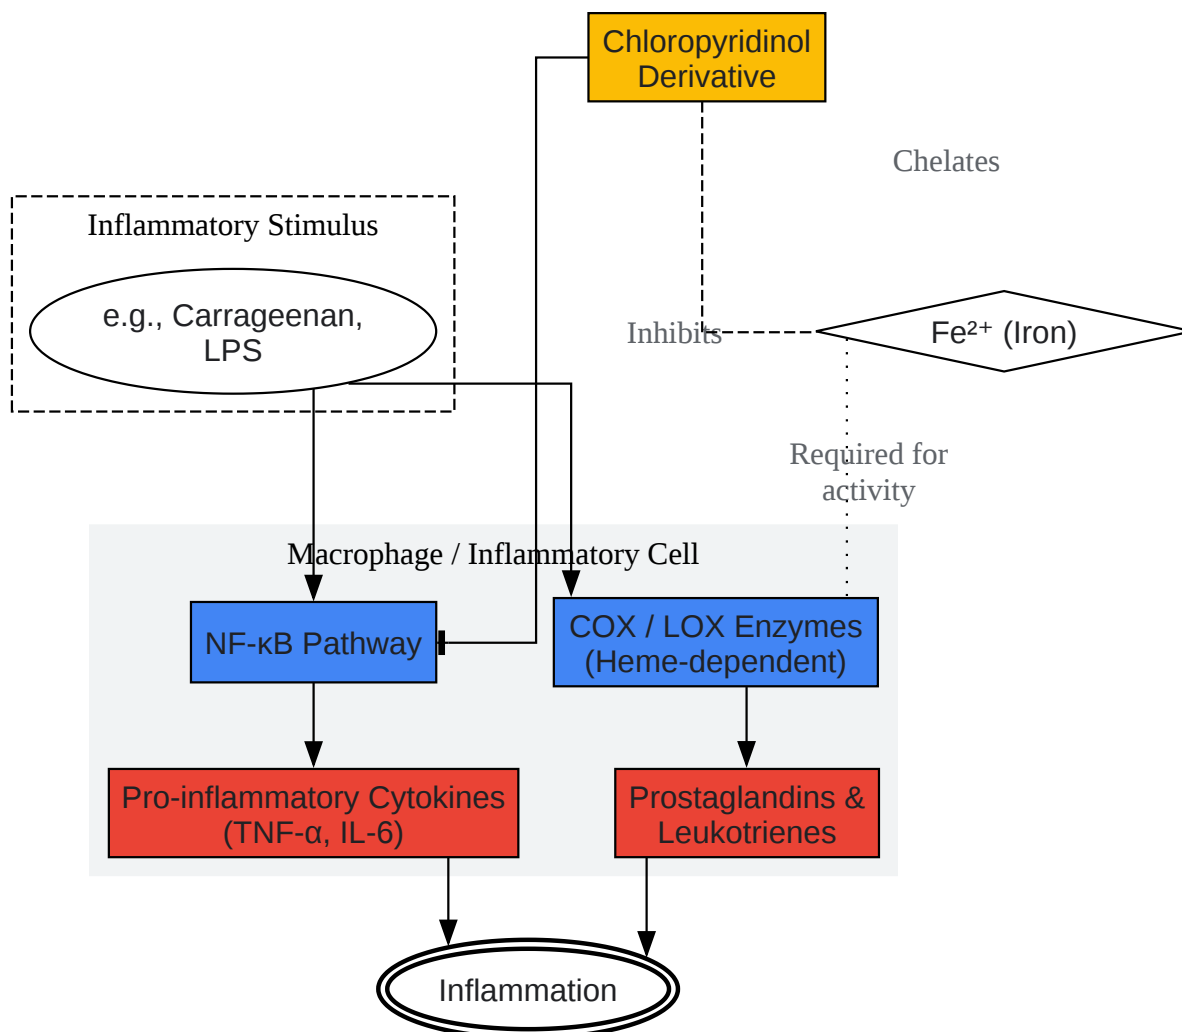 Chloropyridinol
Derivative
Chelates
Inflammatory Stimulus
e.g., Carrageenan,
LPS
Inhibits
Fe²⁺ (Iron)
Required for
activity
Macrophage / Inflammatory Cell
NF-κB Pathway
COX / LOX Enzymes
(Heme-dependent)
Pro-inflammatory Cytokines
(TNF-α, IL-6)
Prostaglandins &
Leukotrienes
Inflammation